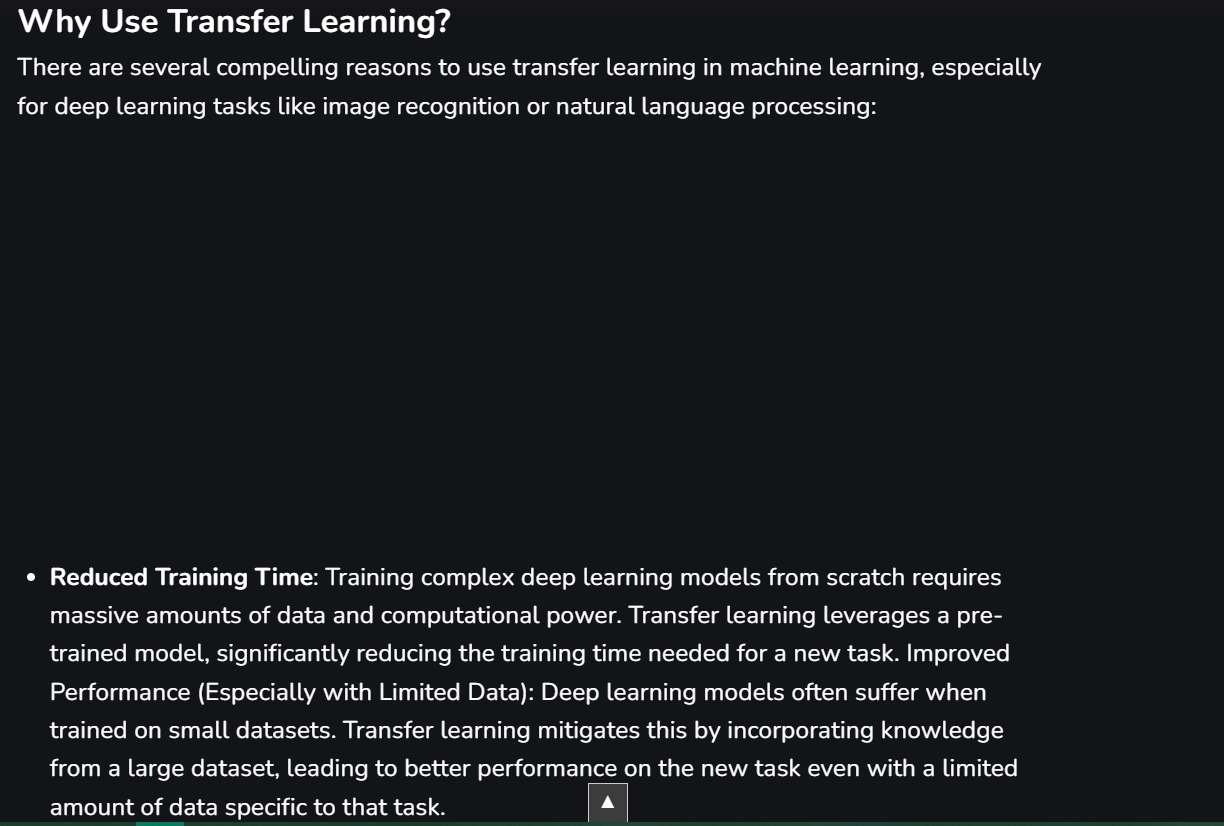 Why Use Transfer Learning?
There are several compelling reasons to use transfer learning in machine learning, especially
for deep learning tasks like image recognition or natural language processing:
• Reduced Training Time: Training complex deep learning models from scratch requires
massive amounts of data and computational power. Transfer learning leverages a pre-
trained model, significantly reducing the training time needed for a new task. Improved
Performance (Especially with Limited Data): Deep learning models often suffer when
trained on small datasets. Transfer learning mitigates this by incorporating knowledge
from a large dataset, leading to better performance on the new task even with a limited
amount of data specific to that task.